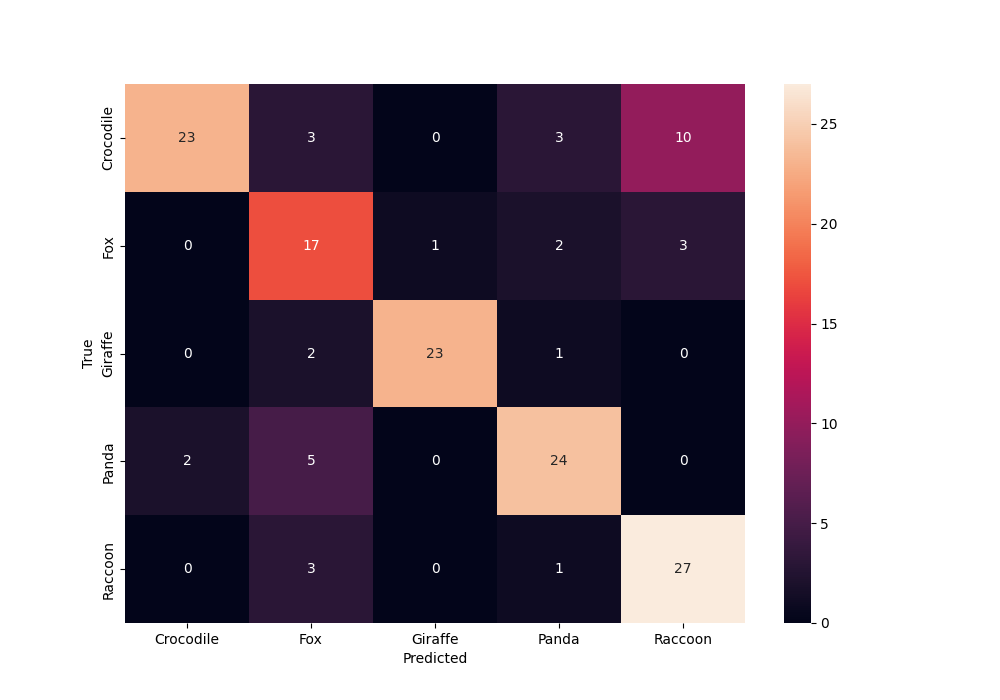 Crocodile 23 3 0 3 10
Fox 0 17 1 2 3
True
Giraffe 0 2 23 1 0
Panda 2 5 0 24 0
Raccoon 0 3 0 1 27
Crocodile Fox Giraffe Panda Raccoon
Predicted
25
20
15
10
5
0